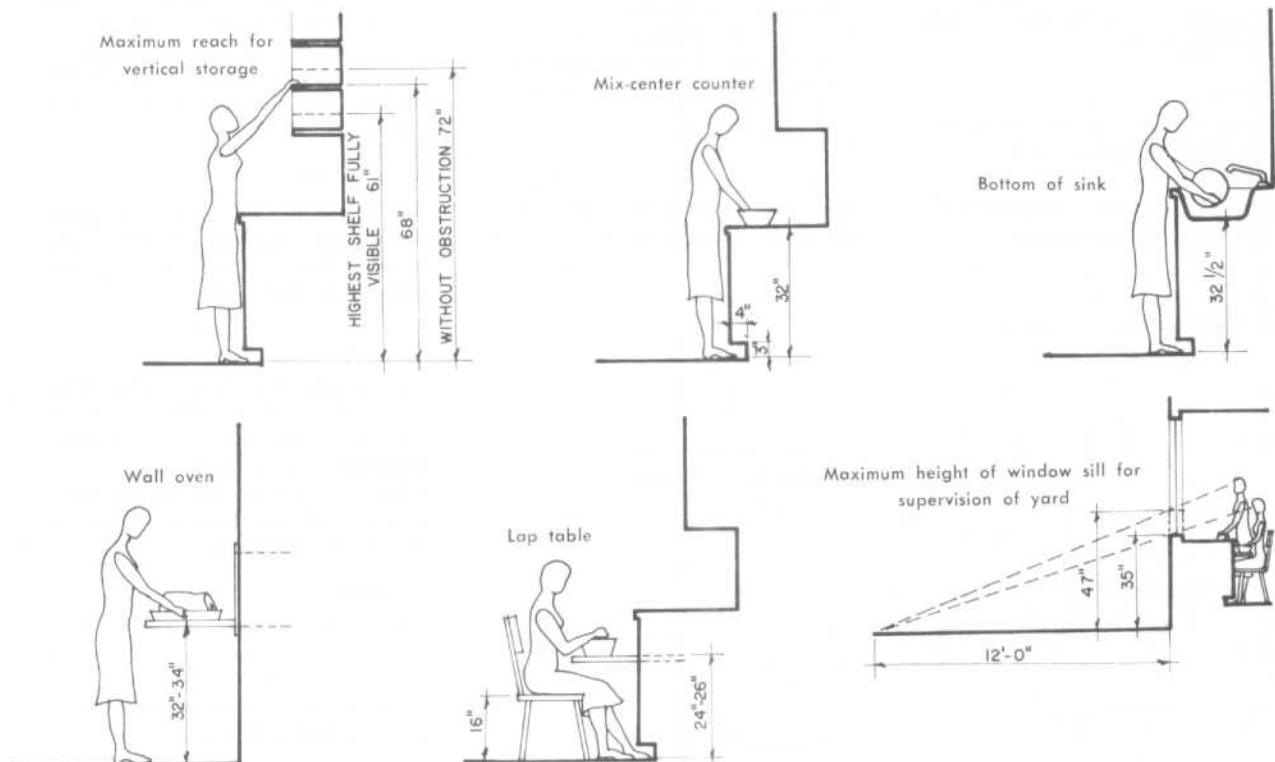 Maximum reach for
vertical storage
HIGHEST SHELF FULLY
VISIBLE 61"
68"
WITHOUT OBSTRUCTION 72"
Mix-center counter
4"
3"
32"
Bottom of sink
32 1/2"
Wall oven
32"-34"
Lap table
16"
24"-26"
Maximum height of window sill for
supervision of yard
47"
35"
12'-0"